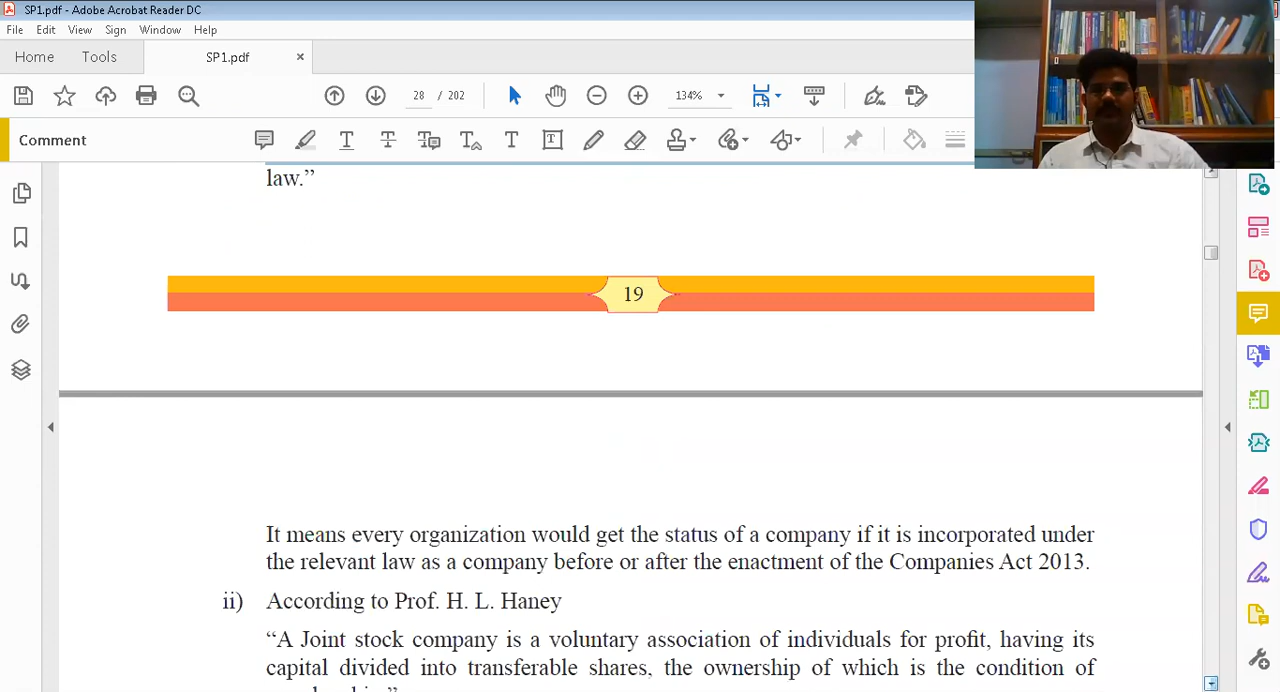 SP1.pdf - Adobe Acrobat Reader DC
File Edit View Sign Window Help
Home Tools SP1.pdf ×
28 / 202 134%
Comment
law.”
19
It means every organization would get the status of a company if it is incorporated under
the relevant law as a company before or after the enactment of the Companies Act 2013.
ii) According to Prof. H. L. Haney
“A Joint stock company is a voluntary association of individuals for profit, having its
capital divided into transferable shares, the ownership of which is the condition of